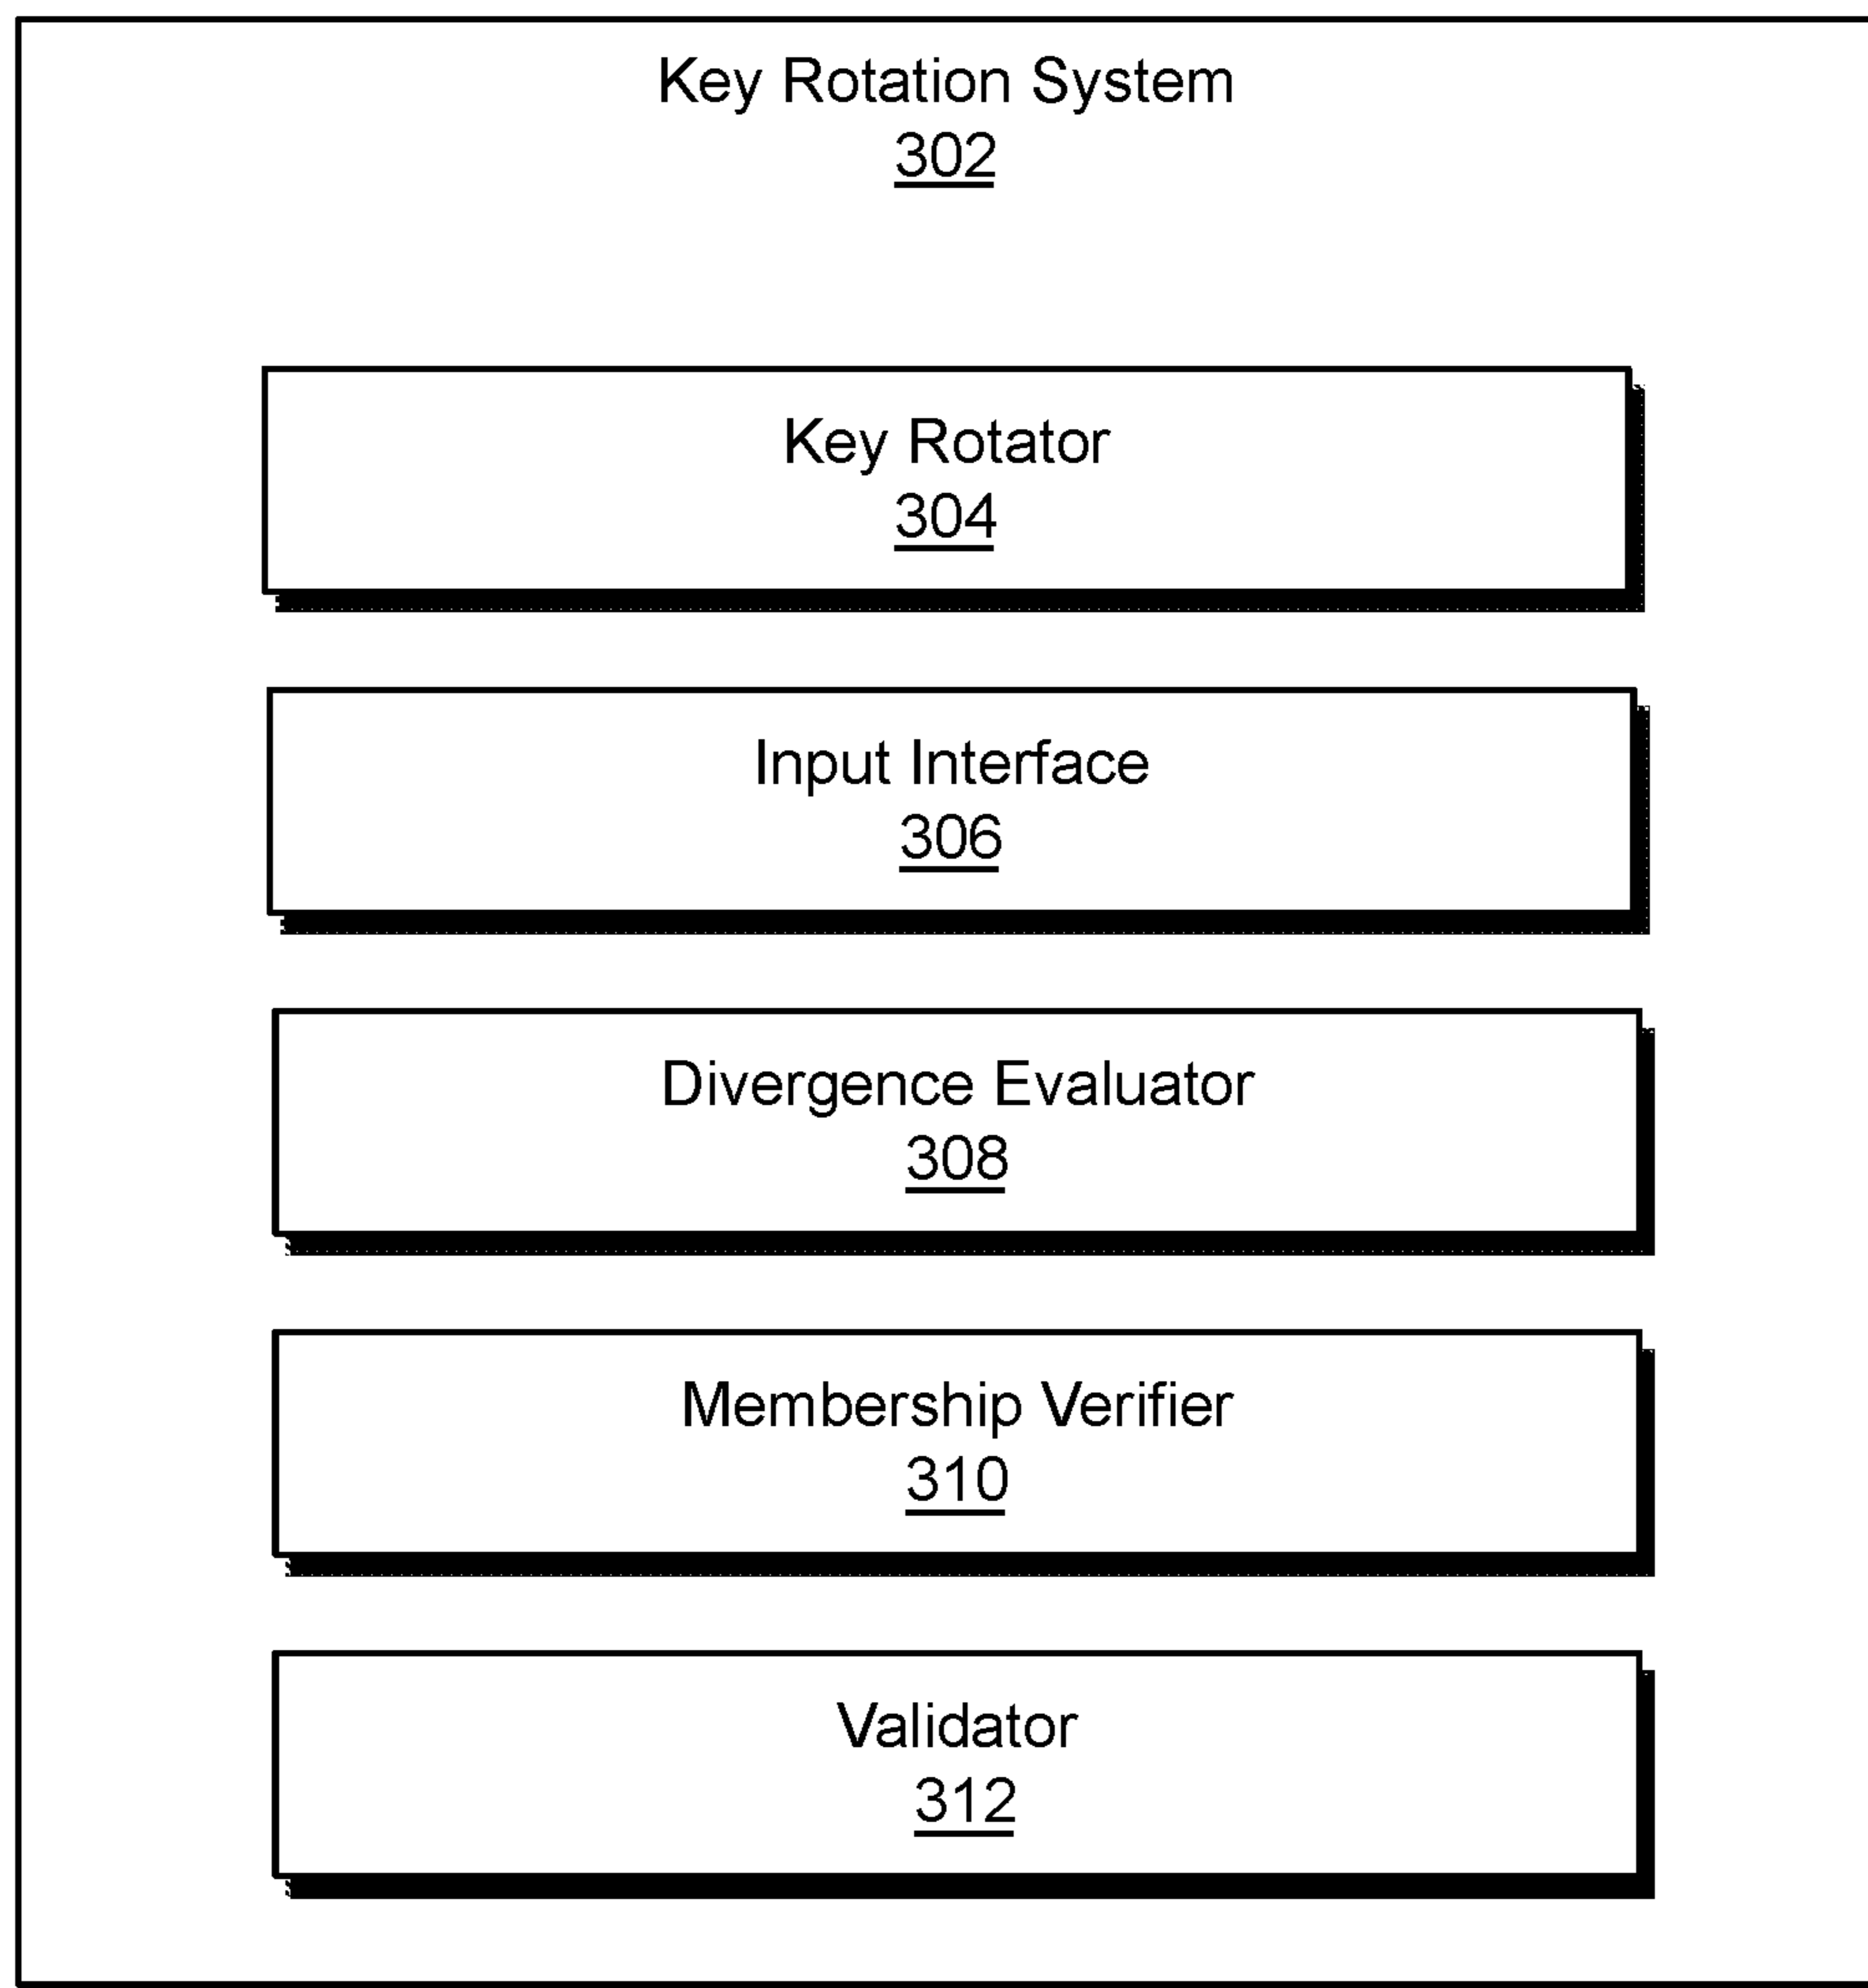 Key Rotation System
302
Key Rotator
304
Input Interface
306
Divergence Evaluator
308
Membership Verifier
310
Validator
312